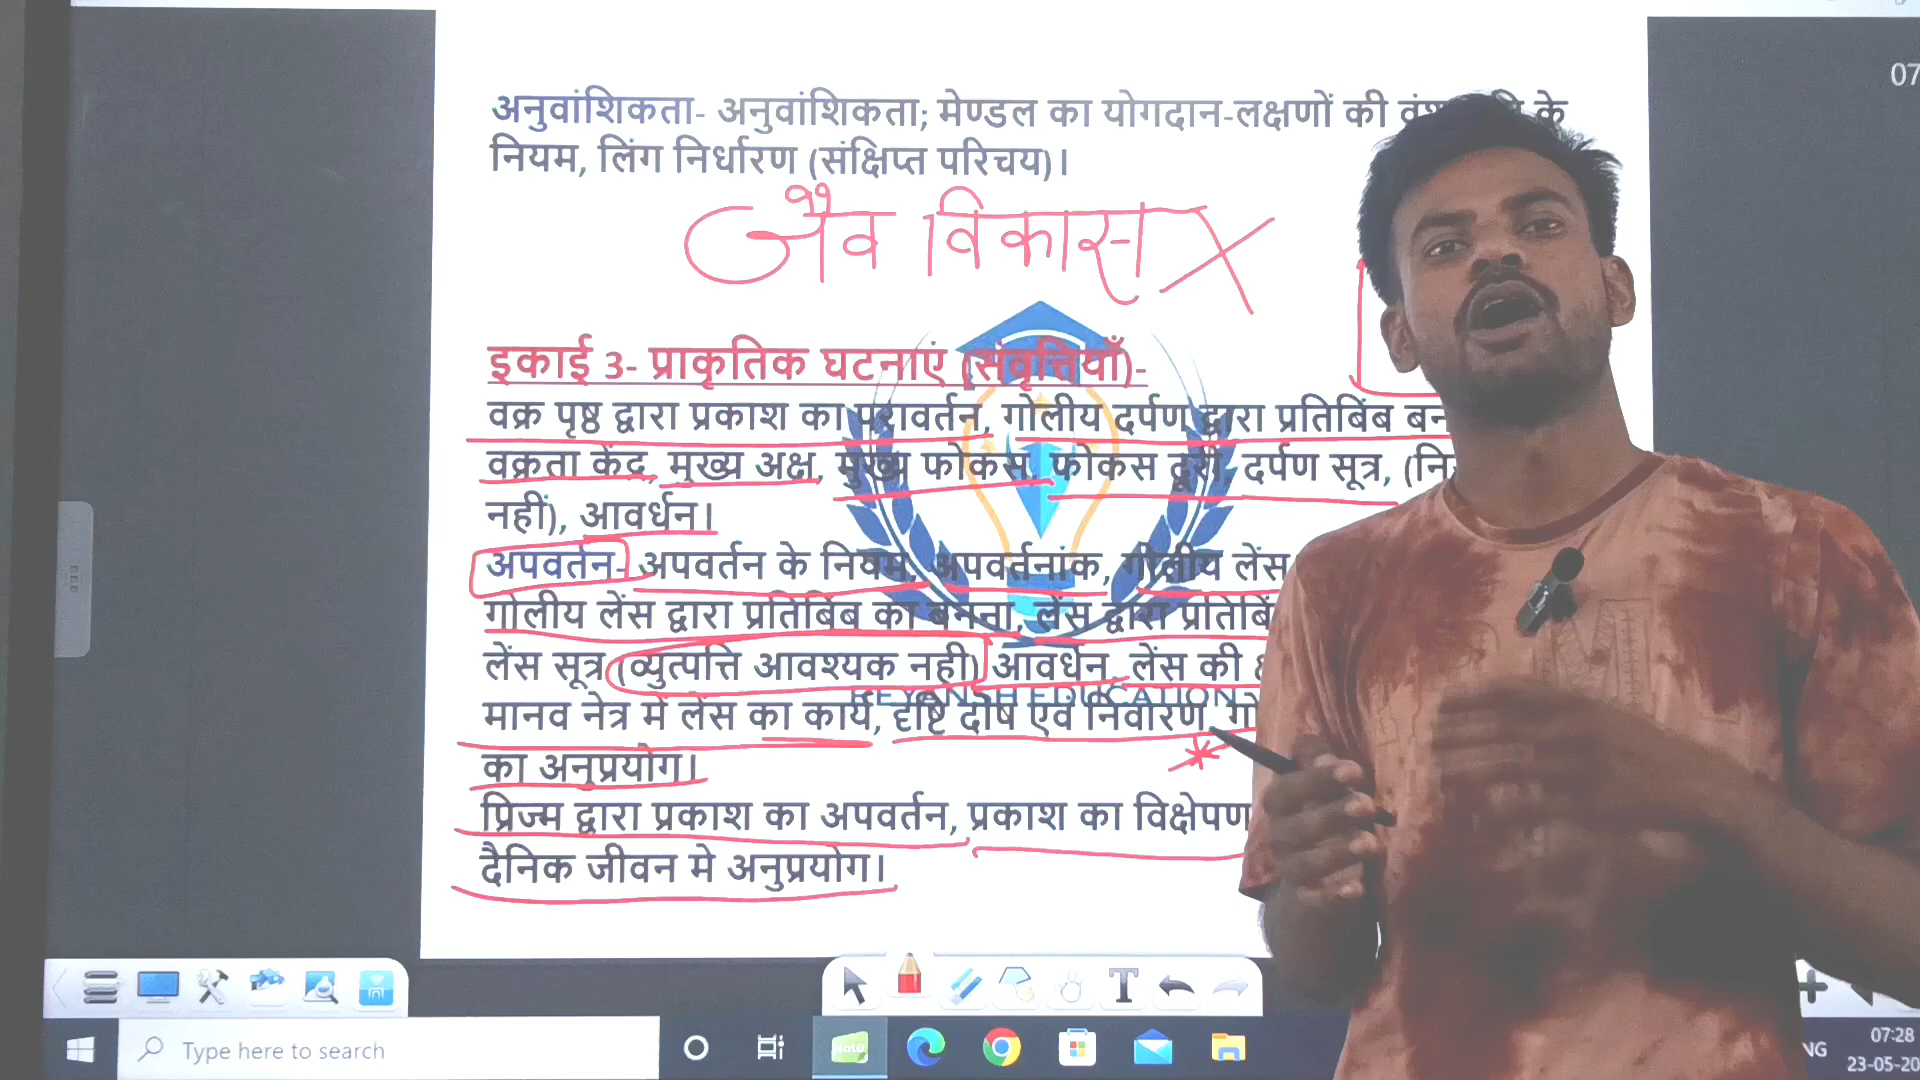 07
अनुवांशिकता- अनुवांशिकता; मेण्डल का योगदान-लक्षणों की के
नियम, लिंग निर्धारण (संक्षिप्त परिचय)।
जैव विकास
इकाई 3- प्राकृतिक घटनाएं (संवृत्तियाँ)-
वक्र पृष्ठ द्वारा प्रकाश का परावर्तन, गोलीय दर्पण द्वारा प्रतिबिंब
वक्रता केंद्र, मुख्य अक्ष, मुख्य फोकस, फोकस दूरी, दर्पण सूत्र,
नहीं), आवर्धन।
अपवर्तन- अपवर्तन के नियम, अपवर्तनांक, गोलीय लेंस
गोलीय लेंस द्वारा प्रतिबिंब का बनना, लेंस द्वारा
लेंस सूत्र (व्युत्पत्ति आवश्यक नही) आवर्धन, लेंस की
KEYANSH EDUCATION
मानव नेत्र में लेंस का कार्य, दृष्टि दोष एवं निवारण,
का अनुप्रयोग।
प्रिज्म द्वारा प्रकाश का अपवर्तन, प्रकाश का विक्षेपण
दैनिक जीवन मे अनुप्रयोग।
T
Type here to search
07:28
23-05-20